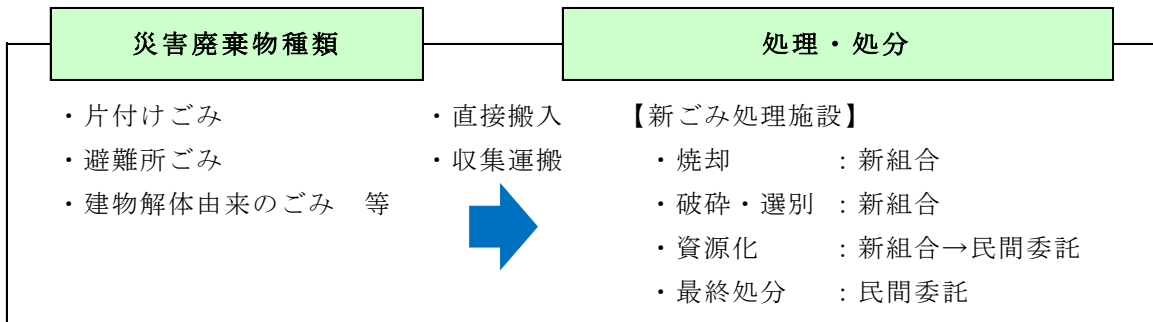 災害廃棄物種類
処理・処分
・片付けごみ
・避難所ごみ
・建物解体由来のごみ　等
・直接搬入
・収集運搬
【新ごみ処理施設】
・焼却　　　：新組合
・破砕・選別：新組合
・資源化　　：新組合→民間委託
・最終処分　：民間委託